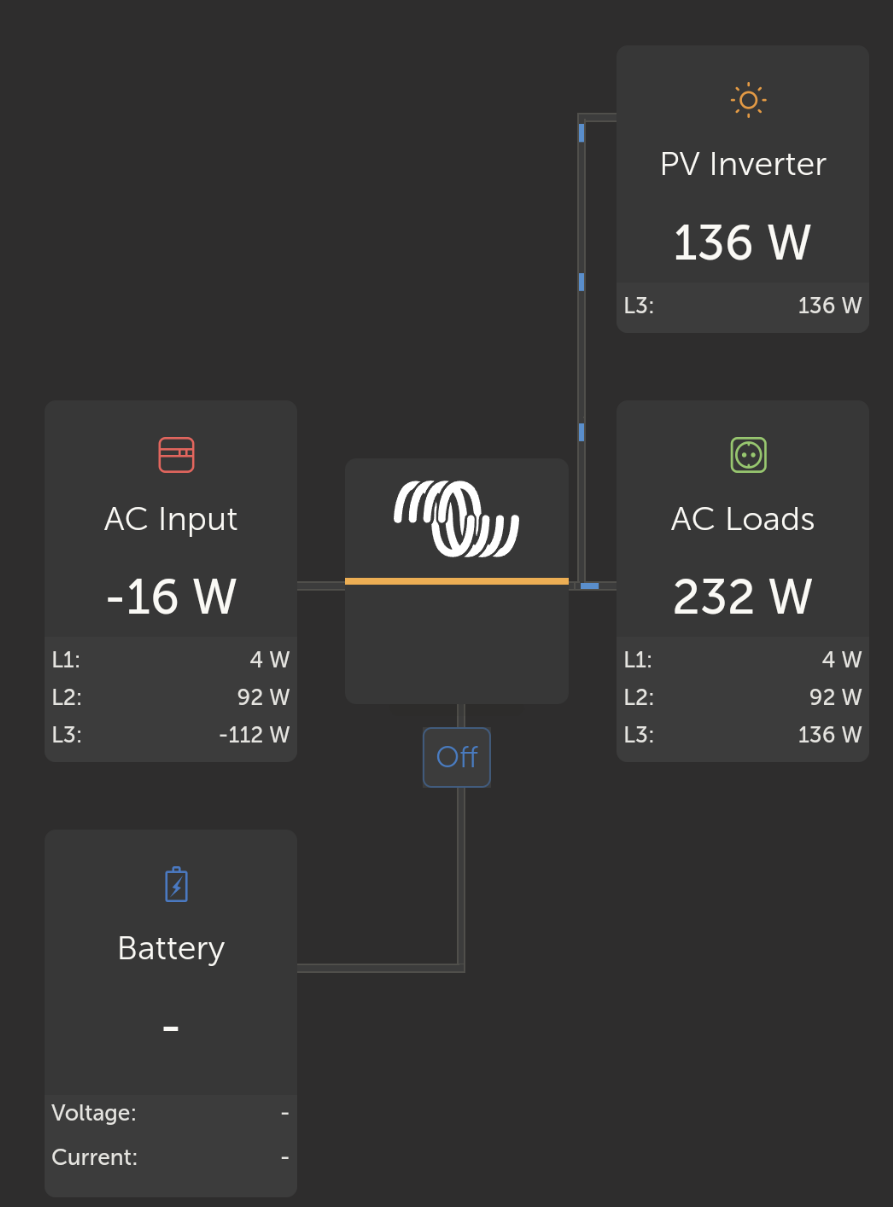 PV Inverter
136 W
L3: 136 W
AC Input
-16 W
L1: 4 W
L2: 92 W
L3: -112 W
AC Loads
232 W
L1: 4 W
L2: 92 W
L3: 136 W
Off
Battery
-
Voltage: -
Current: -